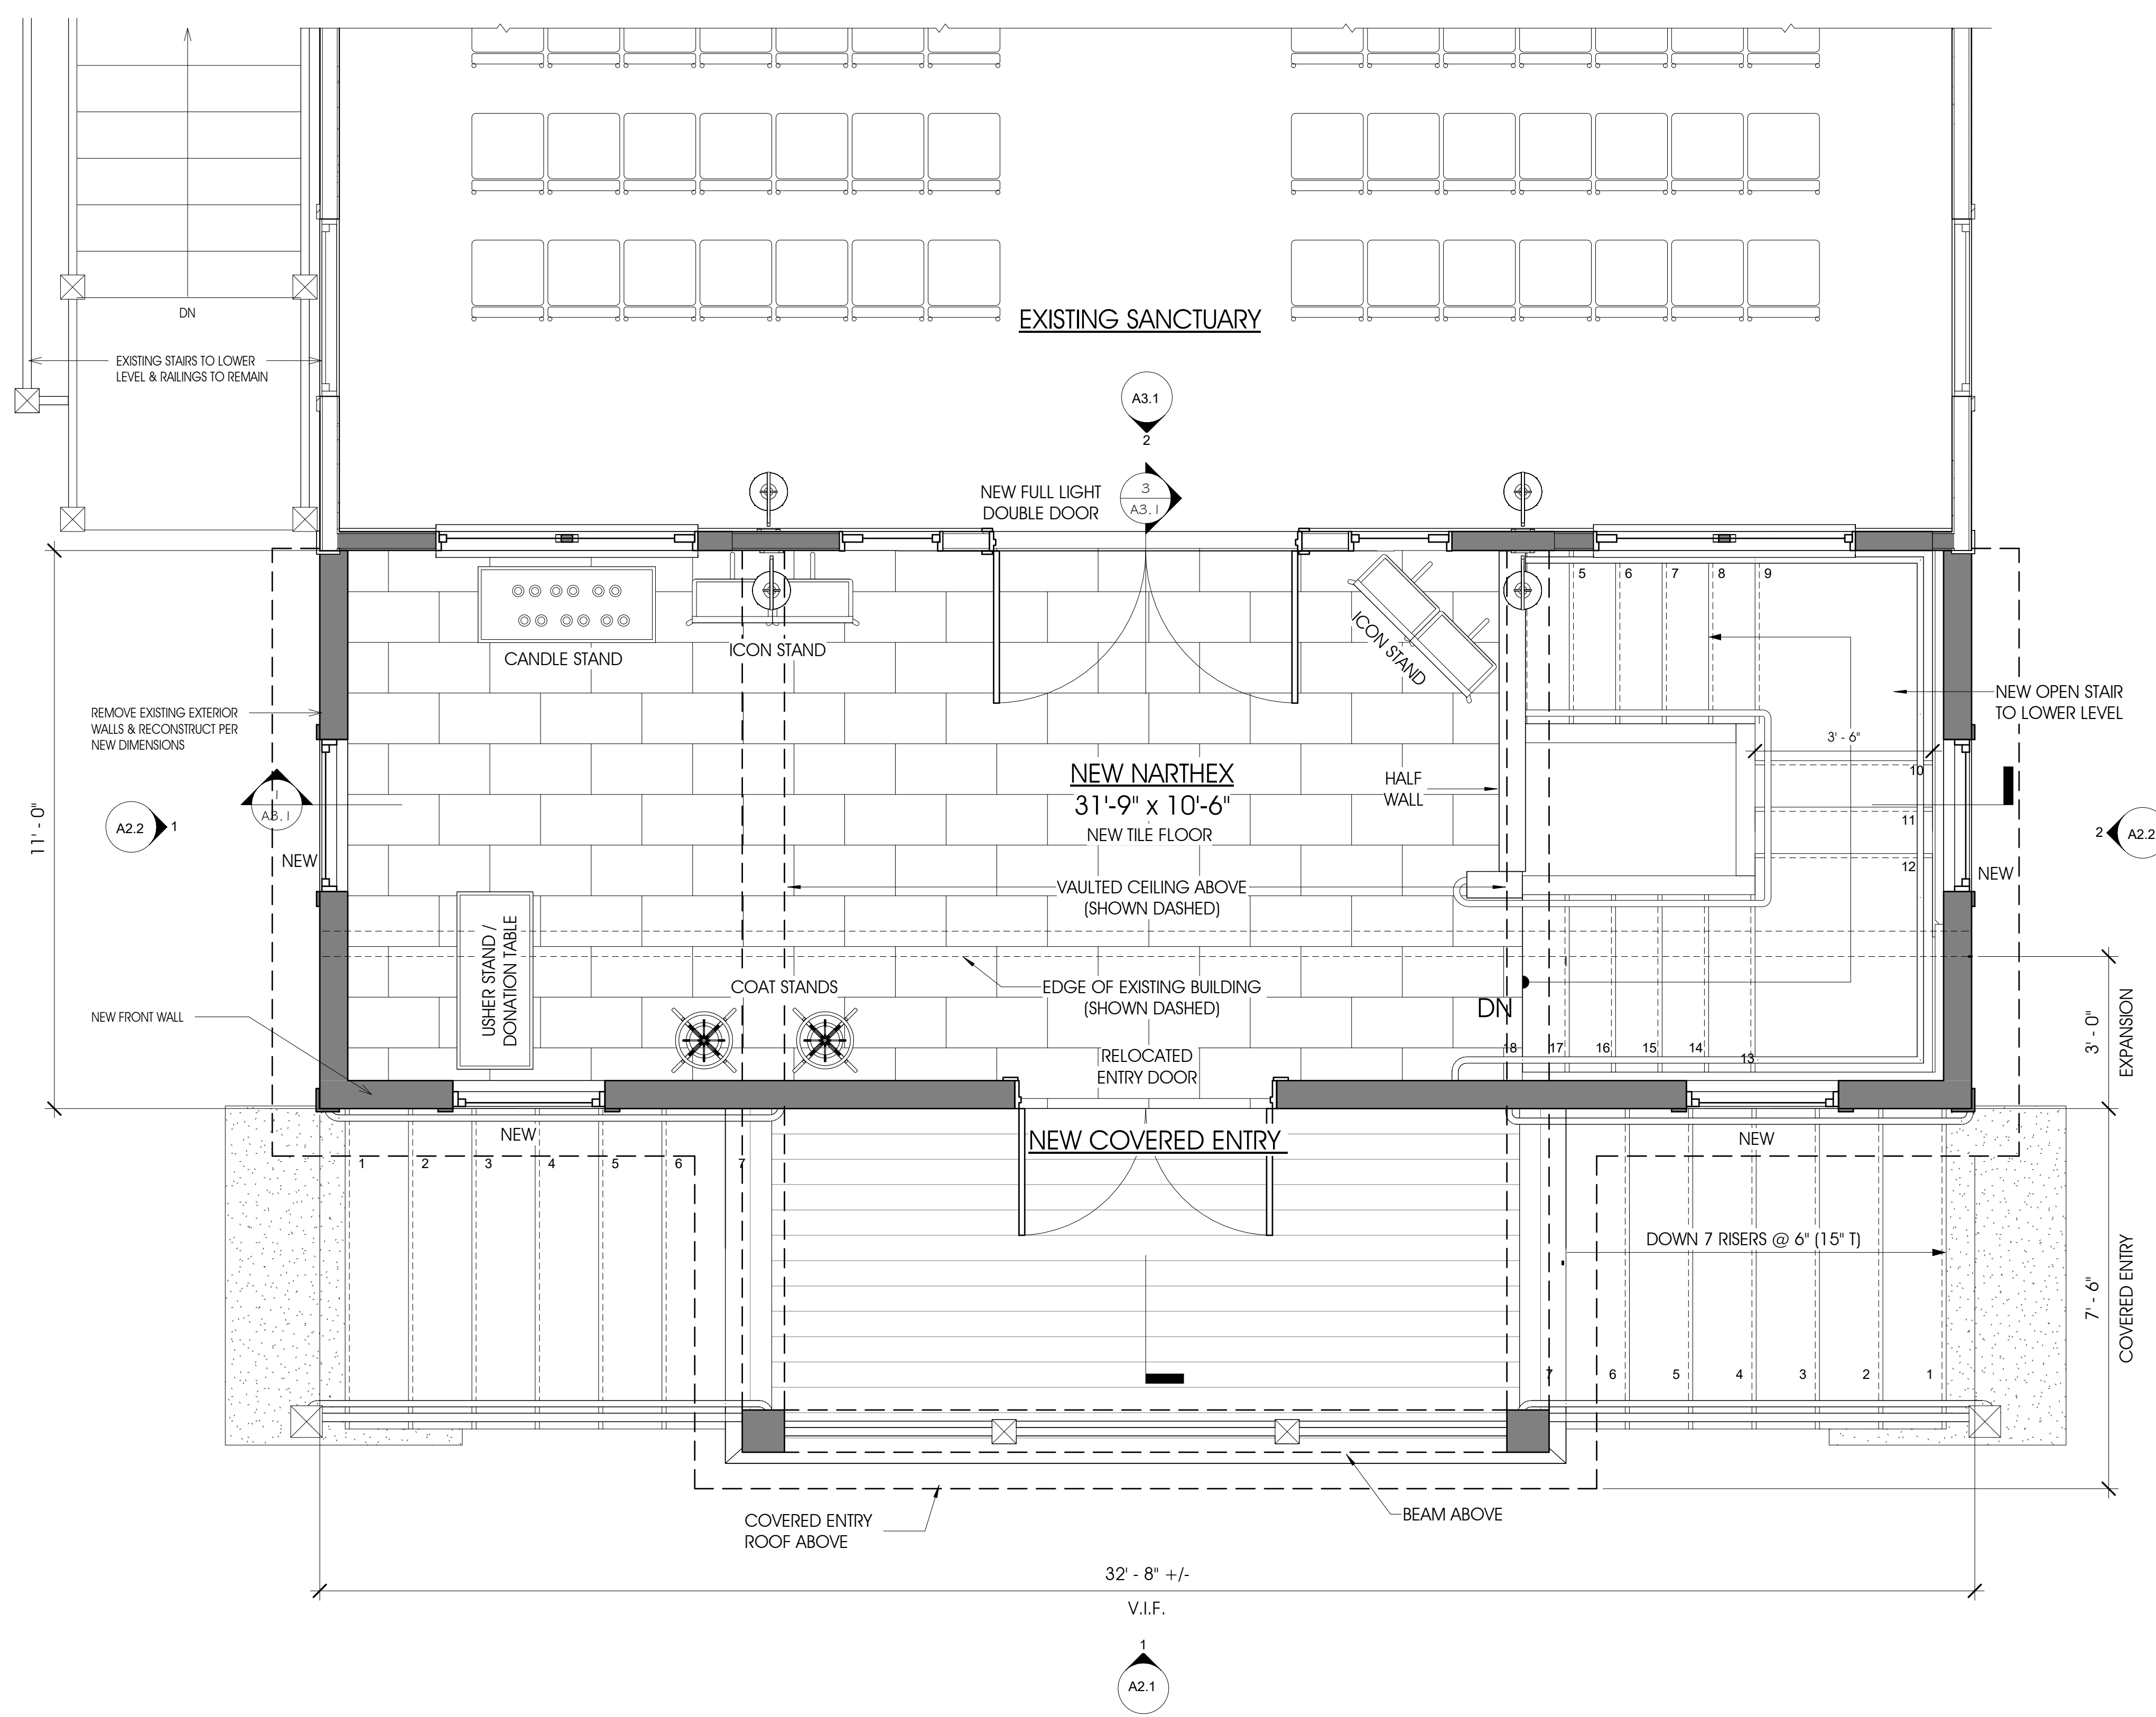 DN
EXISTING STAIRS TO LOWER
LEVEL & RAILINGS TO REMAIN
EXISTING SANCTUARY
A3.1
2
NEW FULL LIGHT
DOUBLE DOOR
3
A3.1
CANDLE STAND
ICON STAND
ICON STAND
5
6
7
8
9
REMOVE EXISTING EXTERIOR
WALLS & RECONSTRUCT PER
NEW DIMENSIONS
NEW OPEN STAIR
TO LOWER LEVEL
3' - 6"
10
11
12
NEW NARTHEX
31'-9" x 10'-6"
NEW TILE FLOOR
HALF
WALL
11' - 0"
A2.2
1
A3.1
NEW
2
A2.2
NEW
VAULTED CEILING ABOVE
(SHOWN DASHED)
USHER STAND /
DONATION TABLE
COAT STANDS
EDGE OF EXISTING BUILDING
(SHOWN DASHED)
DN
NEW FRONT WALL
18
17
16
15
14
13
RELOCATED
ENTRY DOOR
3' - 0"
EXPANSION
NEW
NEW COVERED ENTRY
NEW
1
2
3
4
5
6
7
DOWN 7 RISERS @ 6" (15" T)
7' - 6"
COVERED ENTRY
7
6
5
4
3
2
1
COVERED ENTRY
ROOF ABOVE
BEAM ABOVE
32' - 8" +/-
V.I.F.
1
A2.1